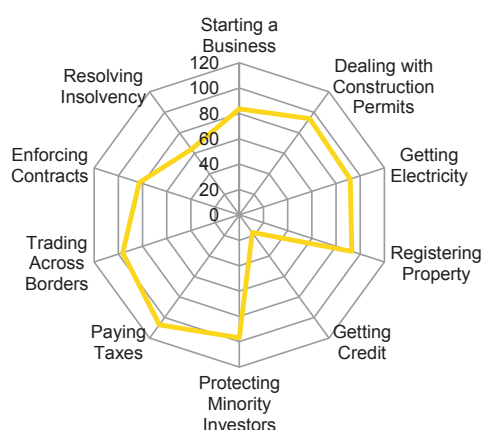 Starting a
Business
Dealing with
Construction
Permits
Getting
Electricity
Registering
Property
Getting
Credit
Protecting
Minority
Investors
Paying
Taxes
Trading
Across
Borders
Enforcing
Contracts
Resolving
Insolvency
120
100
80
60
40
20
0